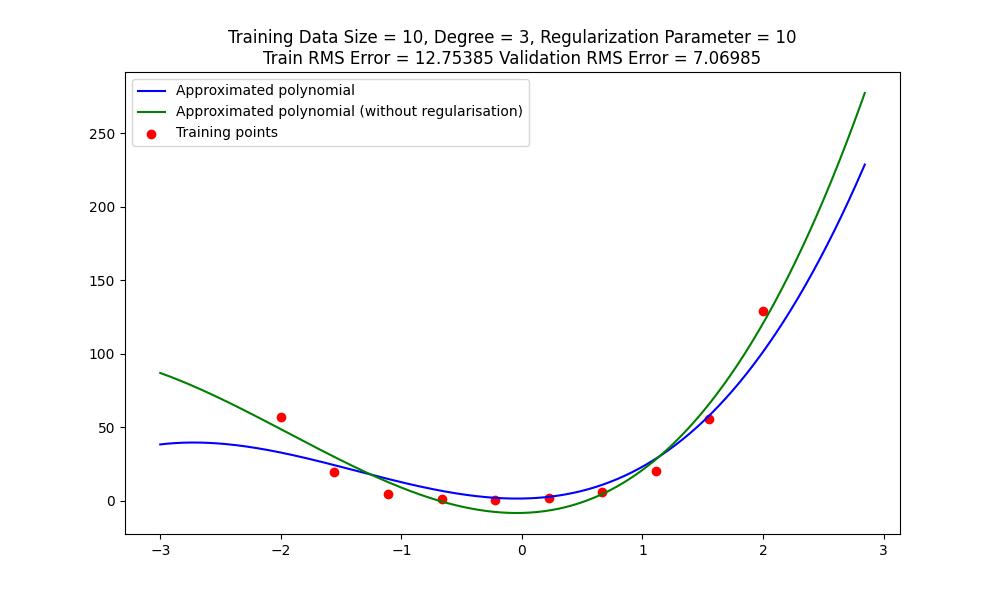 Training Data Size = 10, Degree = 3, Regularization Parameter = 10
Train RMS Error = 12.75385 Validation RMS Error = 7.06985
Approximated polynomial
Approximated polynomial (without regularisation)
Training points
250
200
150
100
50
0
−3
−2
−1
0
1
2
3